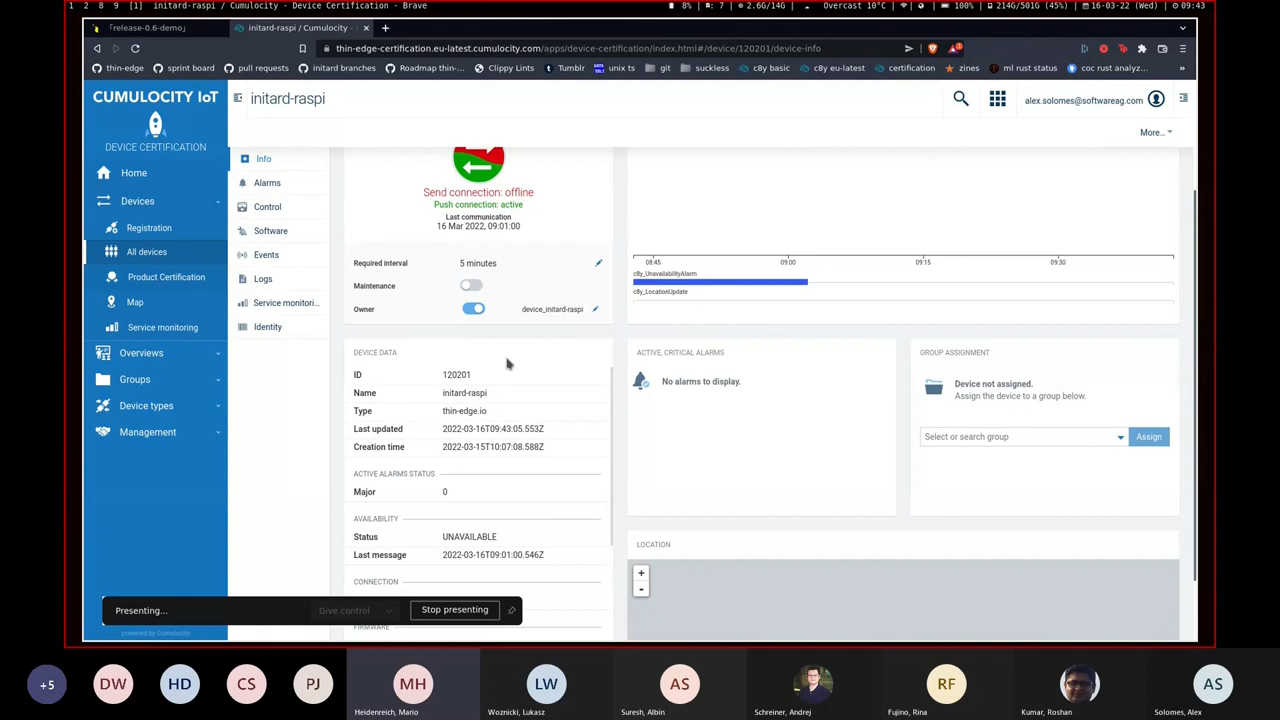 1 2 8 9 [1] initard-raspi / Cumulocity - Device Certification - Brave
8% : 7 2.6G/14G Overcast 10°C 100% 214G/501G (45%) 16-03-22 (Wed) 09:43
「release-0.6-demo」
initard-raspi / Cumulocity - × +
thin-edge-certification.eu-latest.cumulocity.com/apps/device-certification/index.html#/device/120201/device-info
thin-edge sprint board pull requests initard branches Roadmap thin-... Clippy Lints Tumblr unix ts git suckless c8y basic c8y eu-latest certification zines ml rust status coc rust analyz... »
CUMULOCITY IoT
DEVICE CERTIFICATION
initard-raspi
alex.solomes@softwareag.com
More...
Home
Devices
Registration
All devices
Product Certification
Map
Service monitoring
Overviews
Groups
Device types
Management
powered by Cumulocity
Info
Alarms
Control
Software
Events
Logs
Service monitori...
Identity
Send connection: offline
Push connection: active
Last communication
16 Mar 2022, 09:01:00
Required interval 5 minutes
Maintenance
Owner device_initard-raspi
08:45 09:00 09:15 09:30
c8y_UnavailabilityAlarm
c8y_LocationUpdate
DEVICE DATA
ID 120201
Name initard-raspi
Type thin-edge.io
Last updated 2022-03-16T09:43:05.553Z
Creation time 2022-03-15T10:07:08.588Z
ACTIVE ALARMS STATUS
Major 0
AVAILABILITY
Status UNAVAILABLE
Last message 2022-03-16T09:01:00.546Z
CONNECTION
FIRMWARE
ACTIVE, CRITICAL ALARMS
No alarms to display.
GROUP ASSIGNMENT
Device not assigned.
Assign the device to a group below.
Select or search group Assign
LOCATION
+
-
Presenting... Give control Stop presenting
+5 DW HD CS PJ MH LW AS RF AS
Heidenreich, Mario Woznicki, Lukasz Suresh, Albin Schreiner, Andrej Fujino, Rina Kumar, Roshan Solomes, Alex